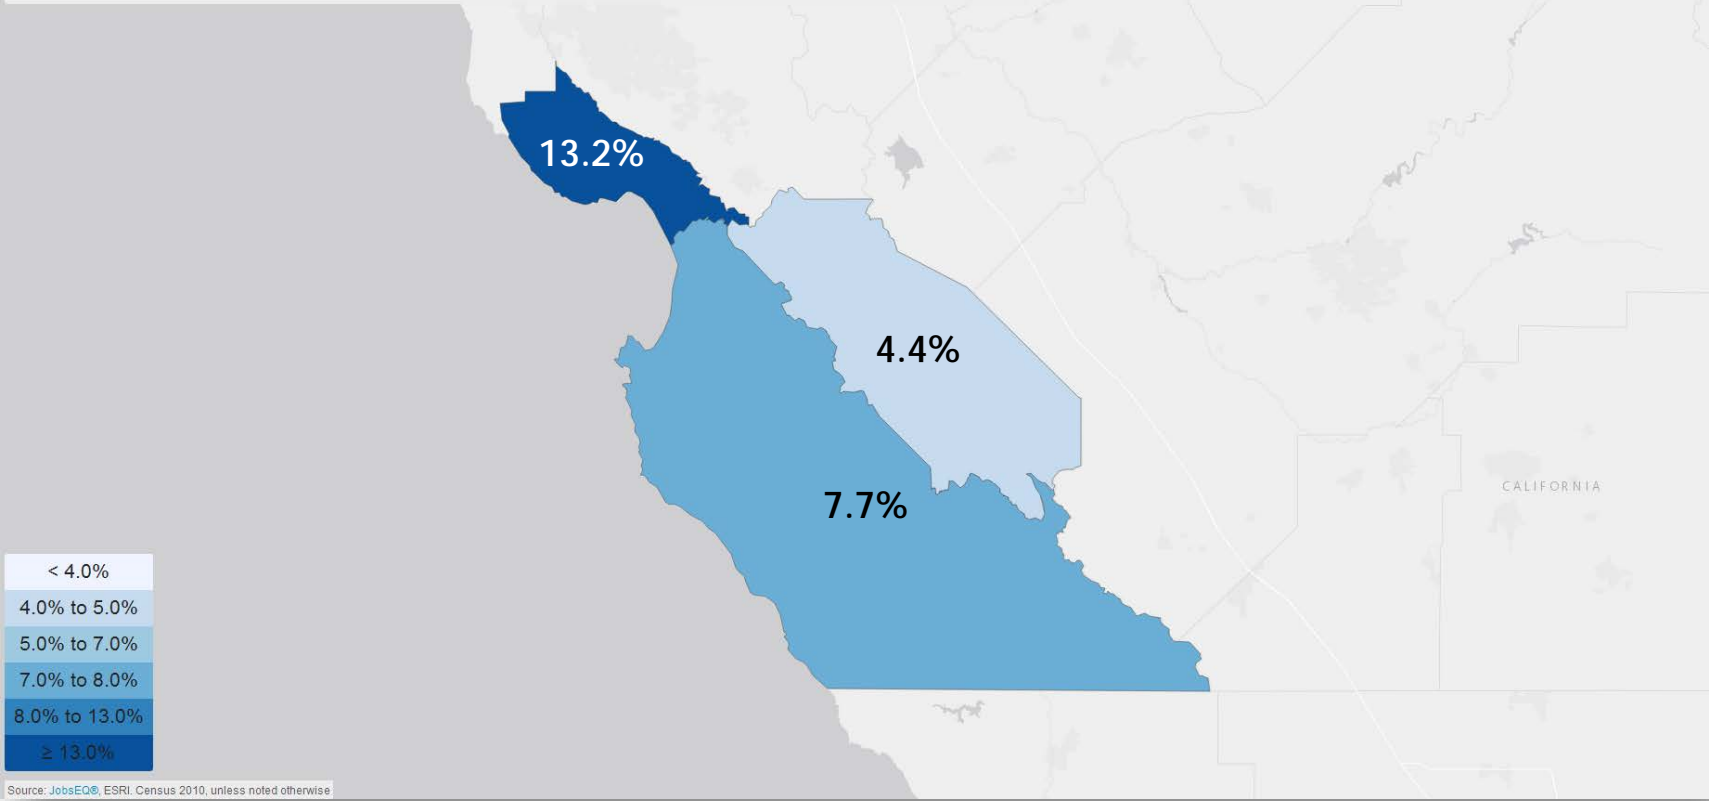 13.2%
4.4%
7.7%
CALIFORNIA
< 4.0%
4.0% to 5.0%
5.0% to 7.0%
7.0% to 8.0%
8.0% to 13.0%
≥ 13.0%
Source: JobsEQ®, ESRI. Census 2010, unless noted otherwise